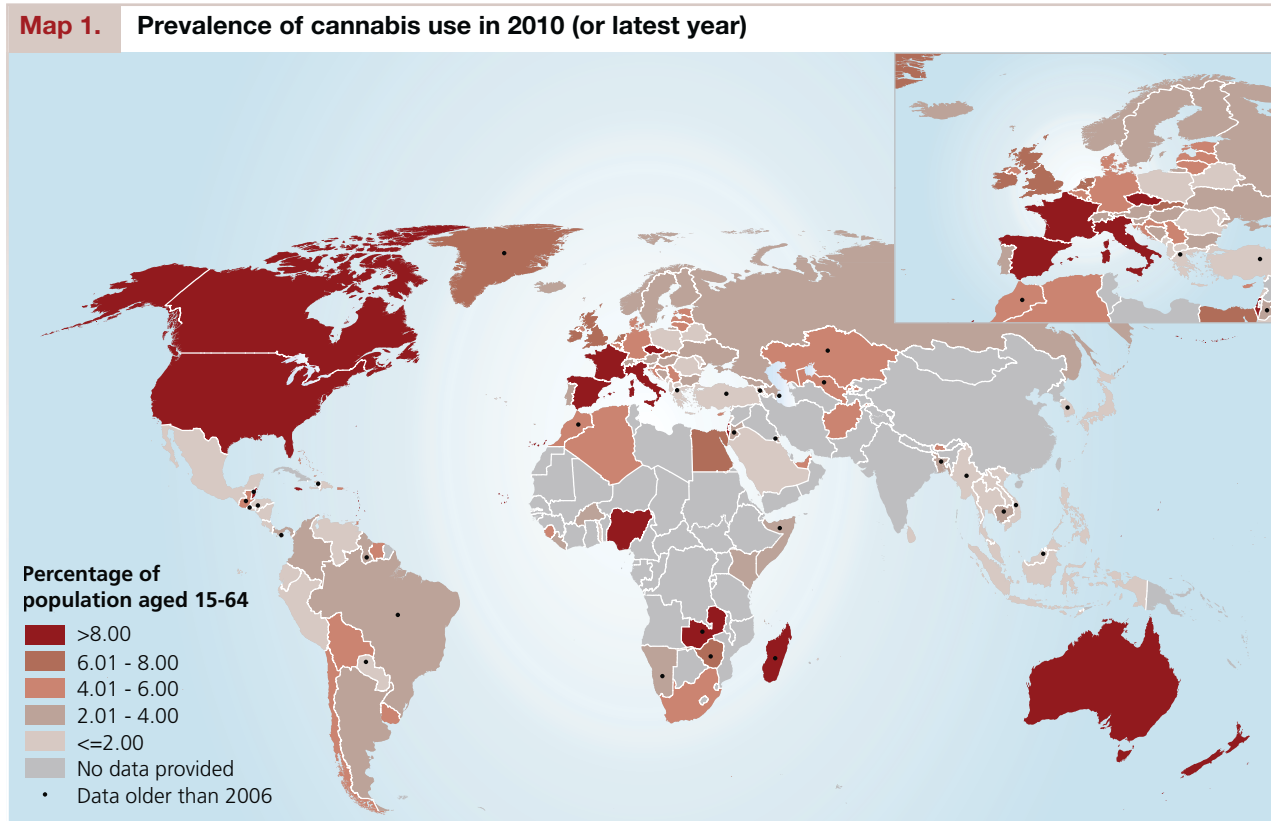 Map 1. Prevalence of cannabis use in 2010 (or latest year)
Percentage of
population aged 15-64
>8.00
6.01 - 8.00
4.01 - 6.00
2.01 - 4.00
<=2.00
No data provided
Data older than 2006